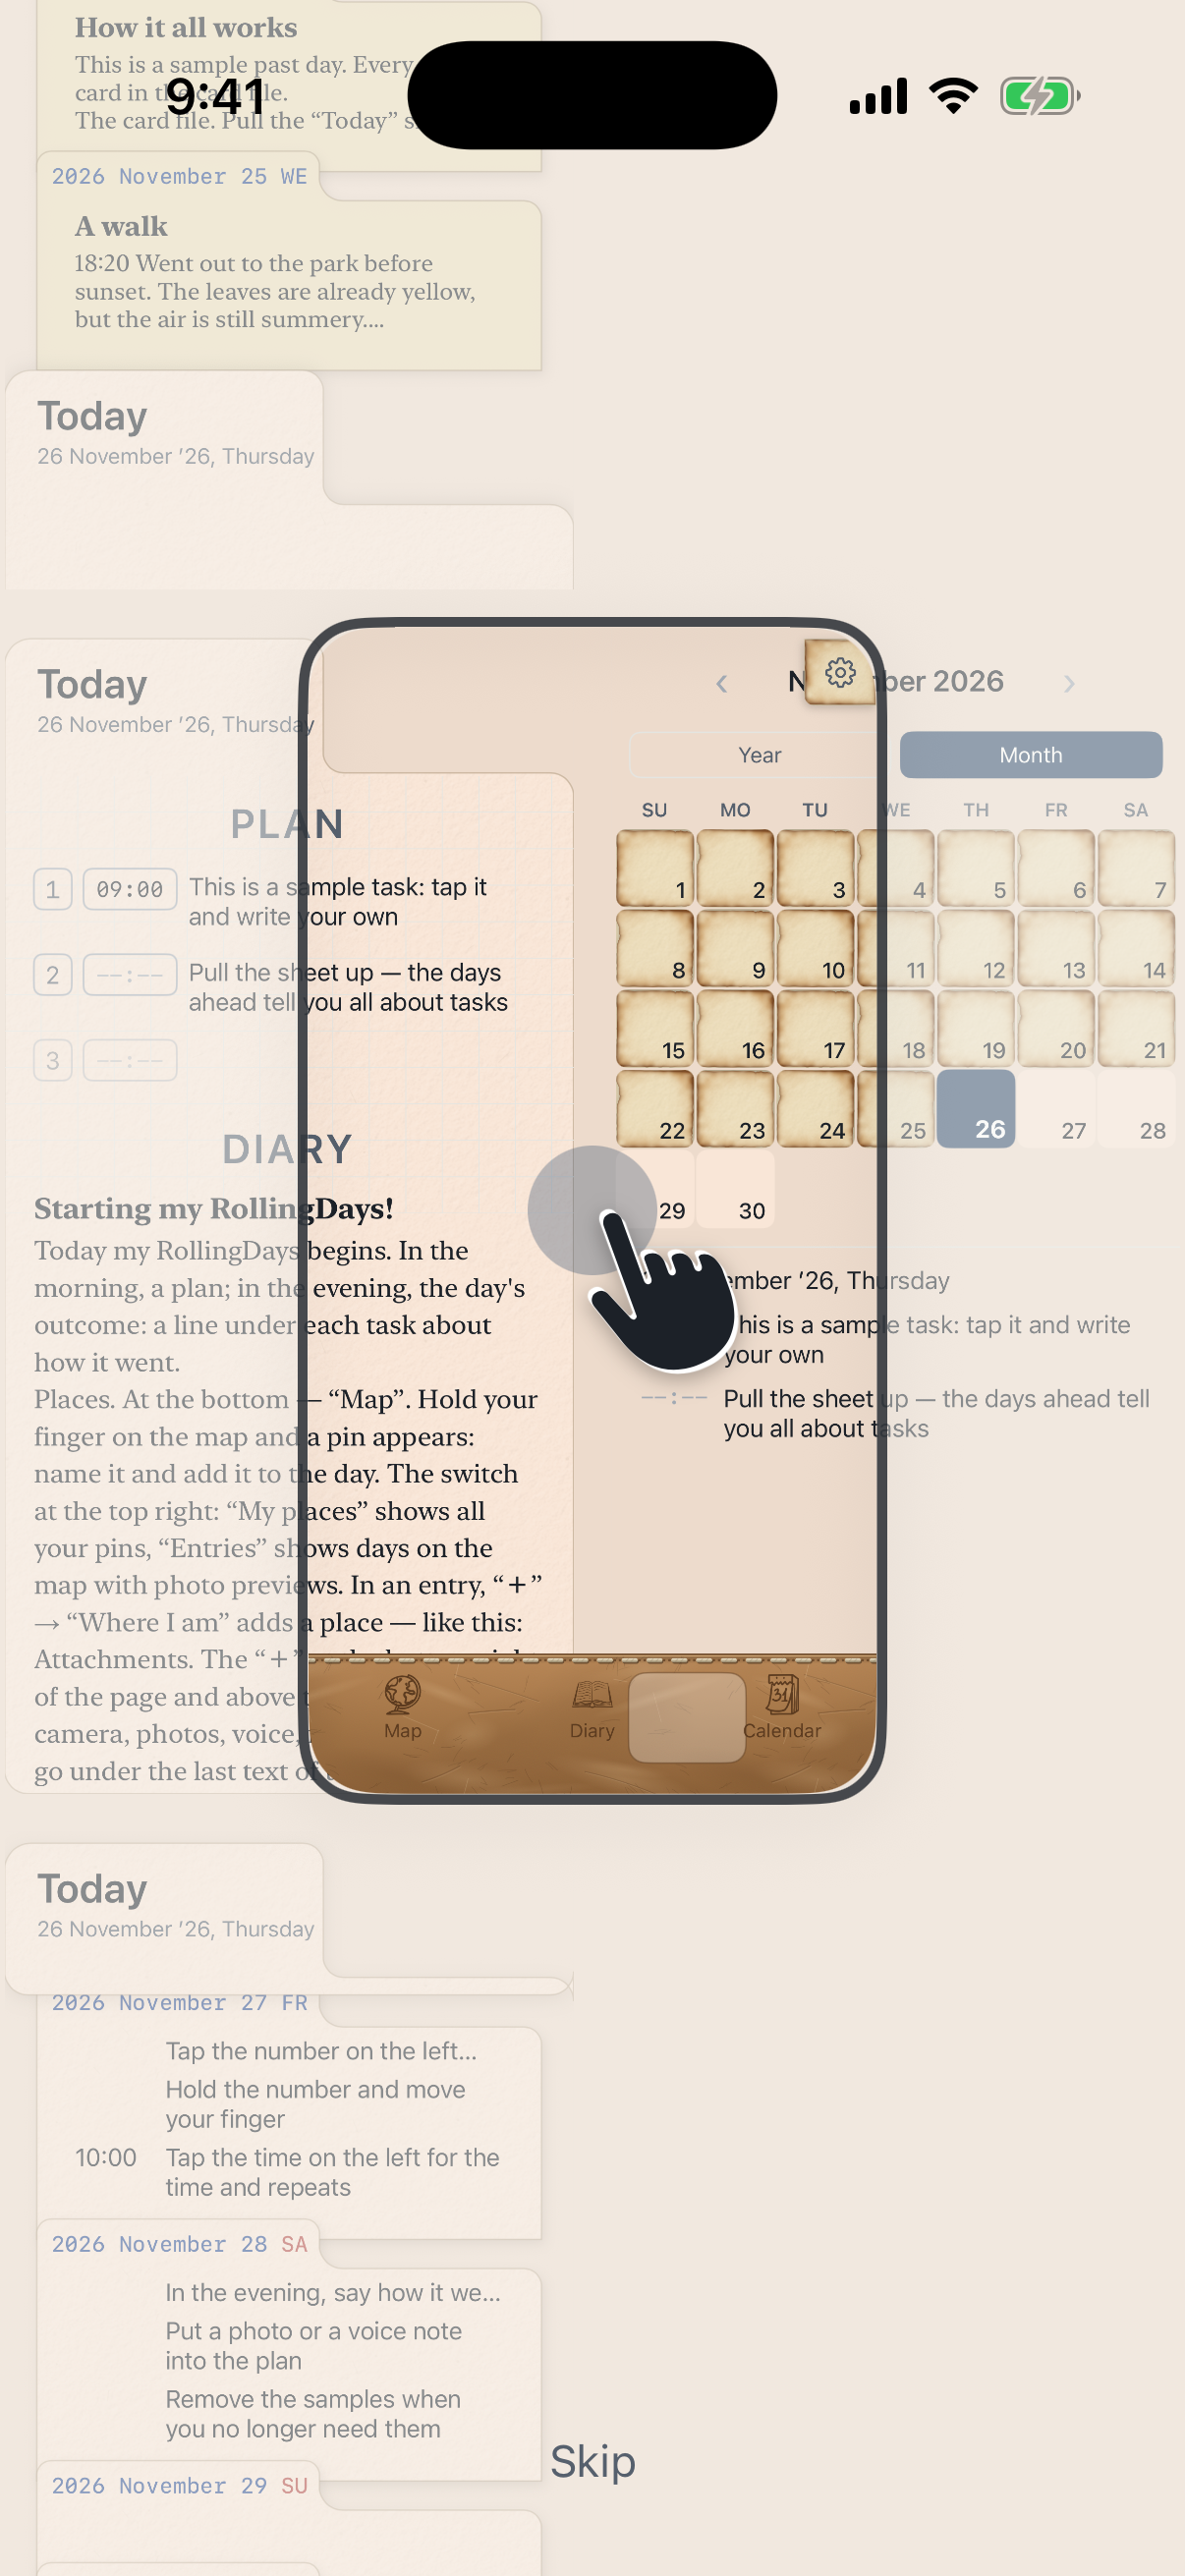 How it all works
This is a sample past day. Every
card in the card file.
The card file. Pull the “Today” s
9:41
2026 November 25 WE
A walk
18:20 Went out to the park before
sunset. The leaves are already yellow,
but the air is still summery....
Today
26 November ’26, Thursday
Today
26 November ’26, Thursday
PLAN
1 09:00 This is a sample task: tap it
and write your own
2 --:-- Pull the sheet up — the days
ahead tell you all about tasks
3 --:--
DIARY
Starting my RollingDays!
Today my RollingDays begins. In the
morning, a plan; in the evening, the day's
outcome: a line under each task about
how it went.
Places. At the bottom — “Map”. Hold your
finger on the map and a pin appears:
name it and add it to the day. The switch
at the top right: “My places” shows all
your pins, “Entries” shows days on the
map with photo previews. In an entry, “+”
→ “Where I am” adds a place — like this:
Attachments. The “+”
of the page and above
camera, photos, voice,
go under the last text of
‹ 2026 ›
Year Month
SU MO TU WE TH FR SA
1 2 3 4 5 6 7
8 9 10 11 12 13 14
15 16 17 18 19 20 21
22 23 24 25 26 27 28
29 30
’26, Thursday
This is a sample task: tap it and write
your own
--:-- Pull the sheet up — the days ahead tell
you all about tasks
Map Diary 31 Calendar
Today
26 November ’26, Thursday
2026 November 27 FR
Tap the number on the left...
Hold the number and move
your finger
10:00 Tap the time on the left for the
time and repeats
2026 November 28 SA
In the evening, say how it we...
Put a photo or a voice note
into the plan
Remove the samples when
you no longer need them
Skip
2026 November 29 SU